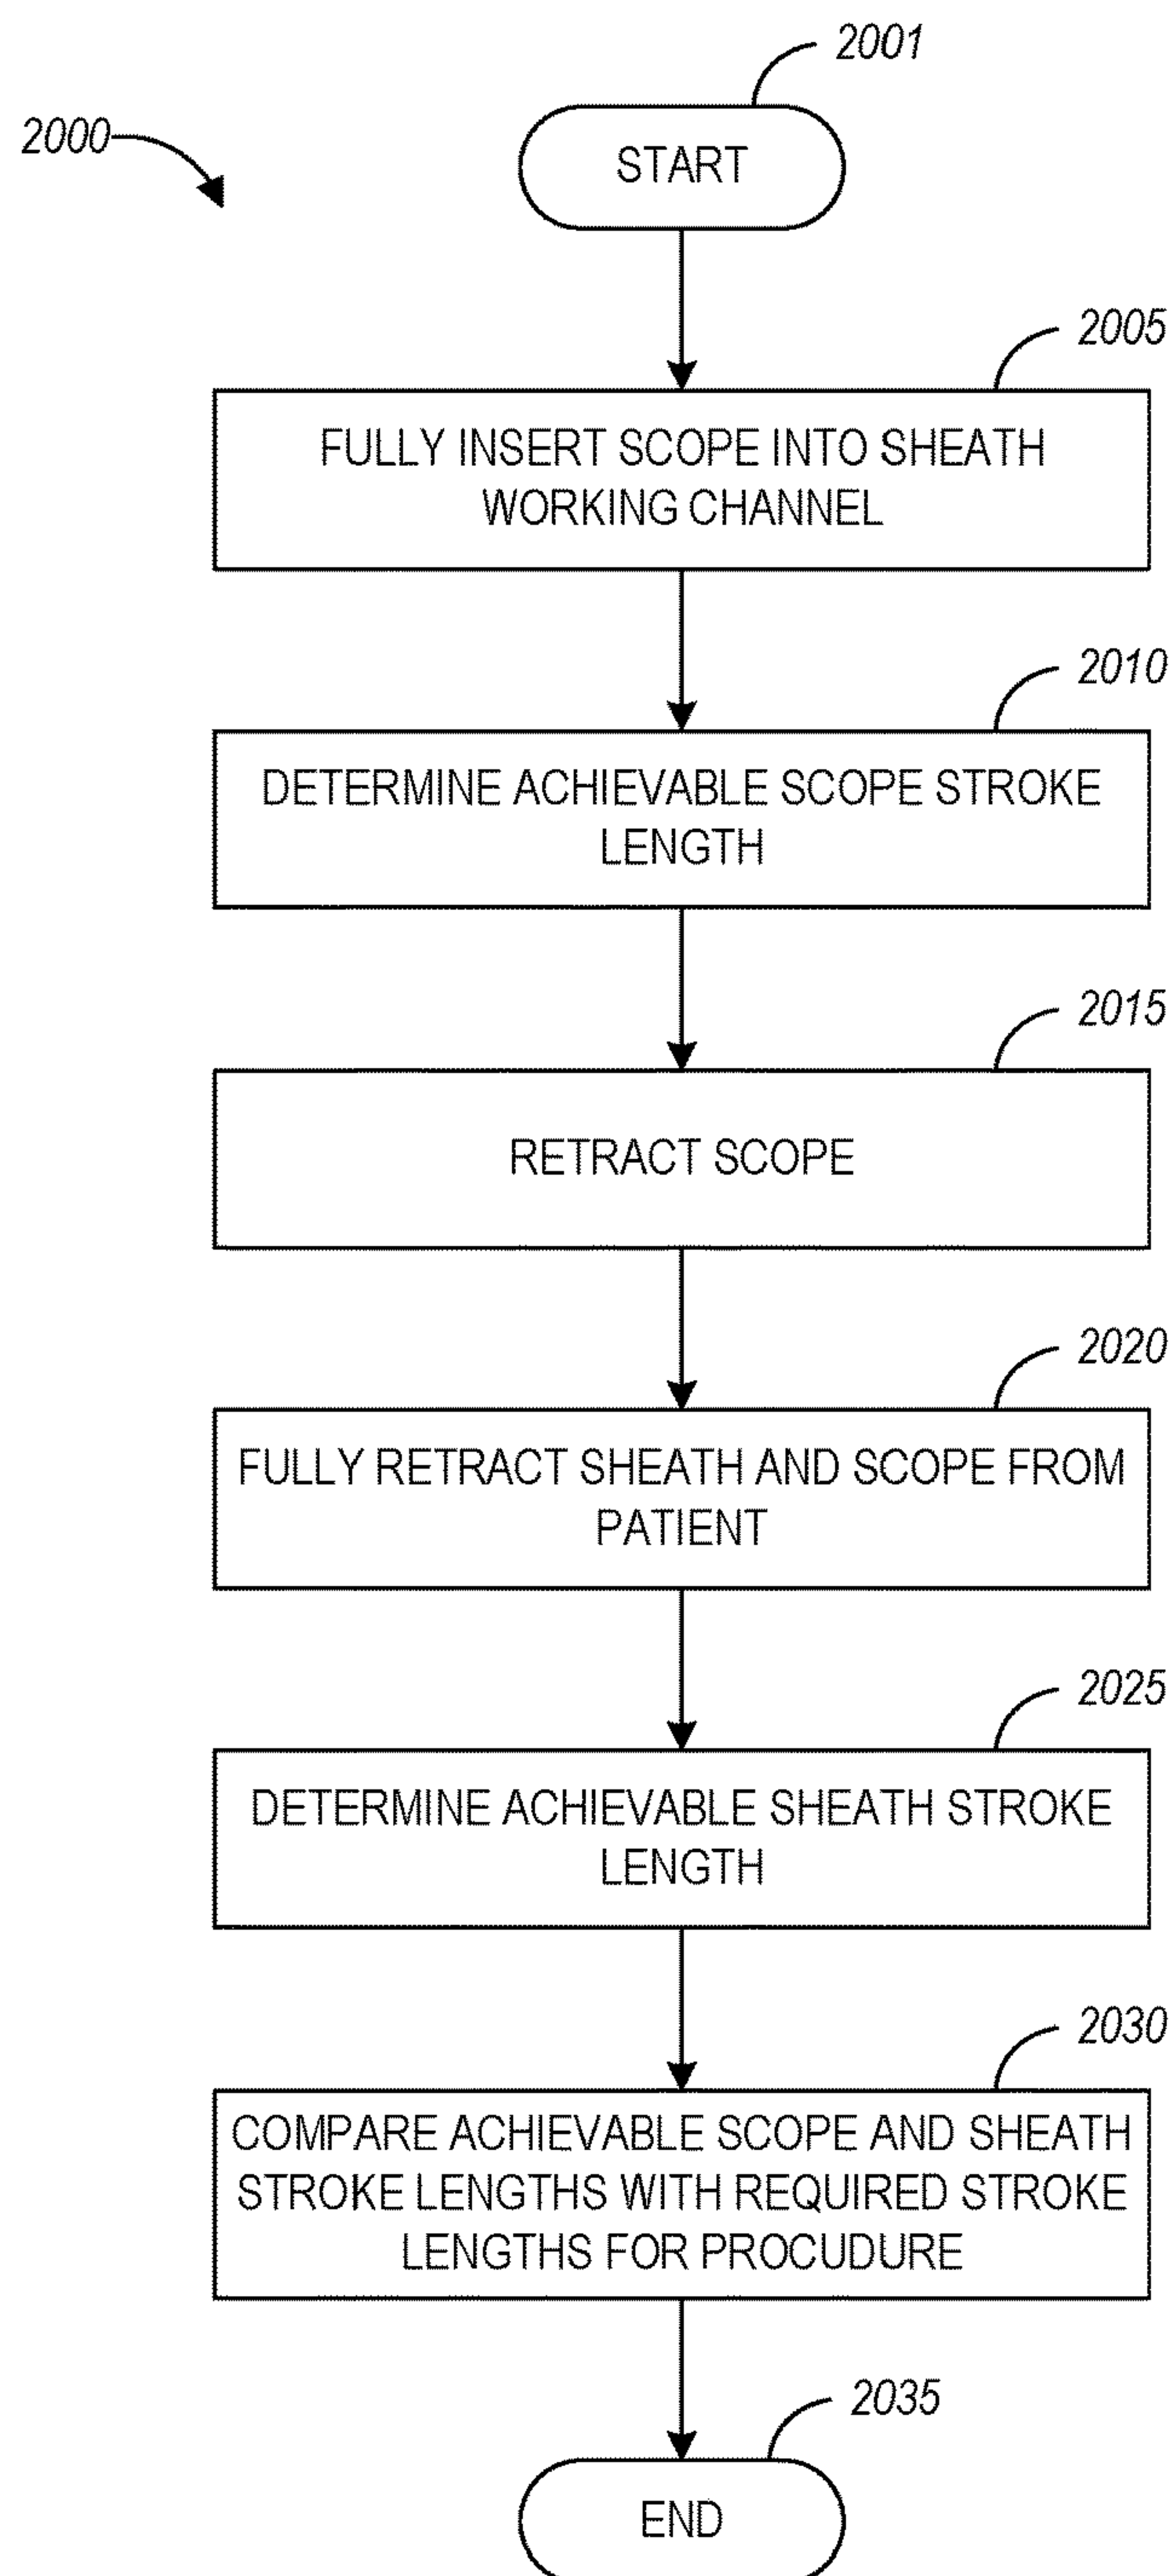 2001
2000
START
2005
FULLY INSERT SCOPE INTO SHEATH
WORKING CHANNEL
2010
DETERMINE ACHIEVABLE SCOPE STROKE
LENGTH
2015
RETRACT SCOPE
2020
FULLY RETRACT SHEATH AND SCOPE FROM
PATIENT
2025
DETERMINE ACHIEVABLE SHEATH STROKE
LENGTH
2030
COMPARE ACHIEVABLE SCOPE AND SHEATH
STROKE LENGTHS WITH REQUIRED STROKE
LENGTHS FOR PROCUDURE
2035
END